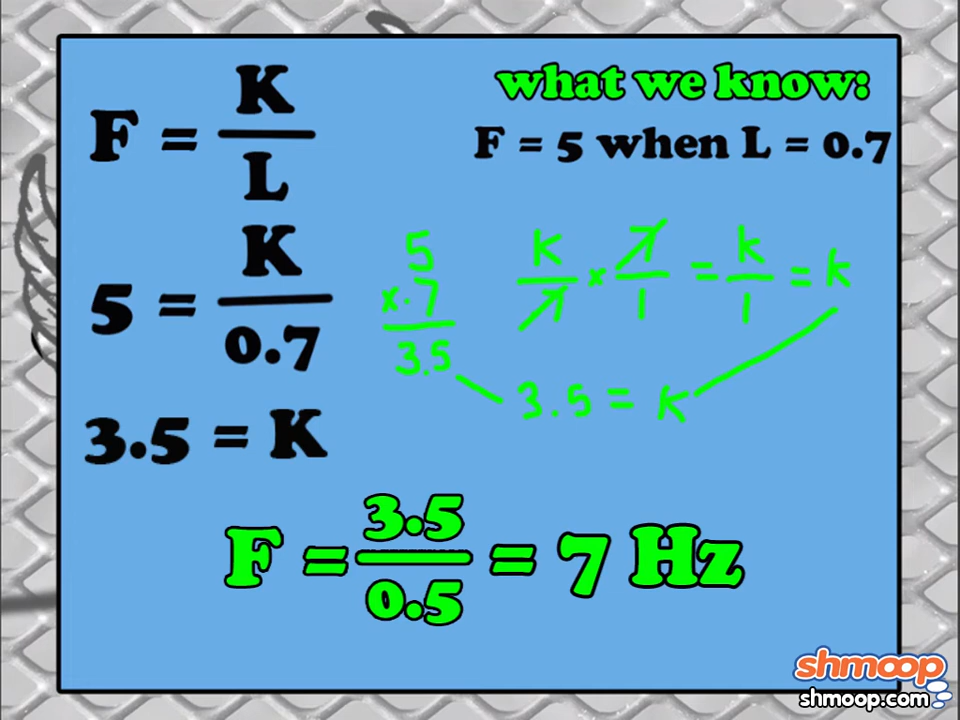 what we know:
F = 5 when L = 0.7
F = K
L
5 = K
0.7
3.5 = K
5
x.7
3.5
K/.7 x .7/1 = K/1 = K
3.5 = K
F = 3.5/0.5 = 7 Hz
shmoop
shmoop.com